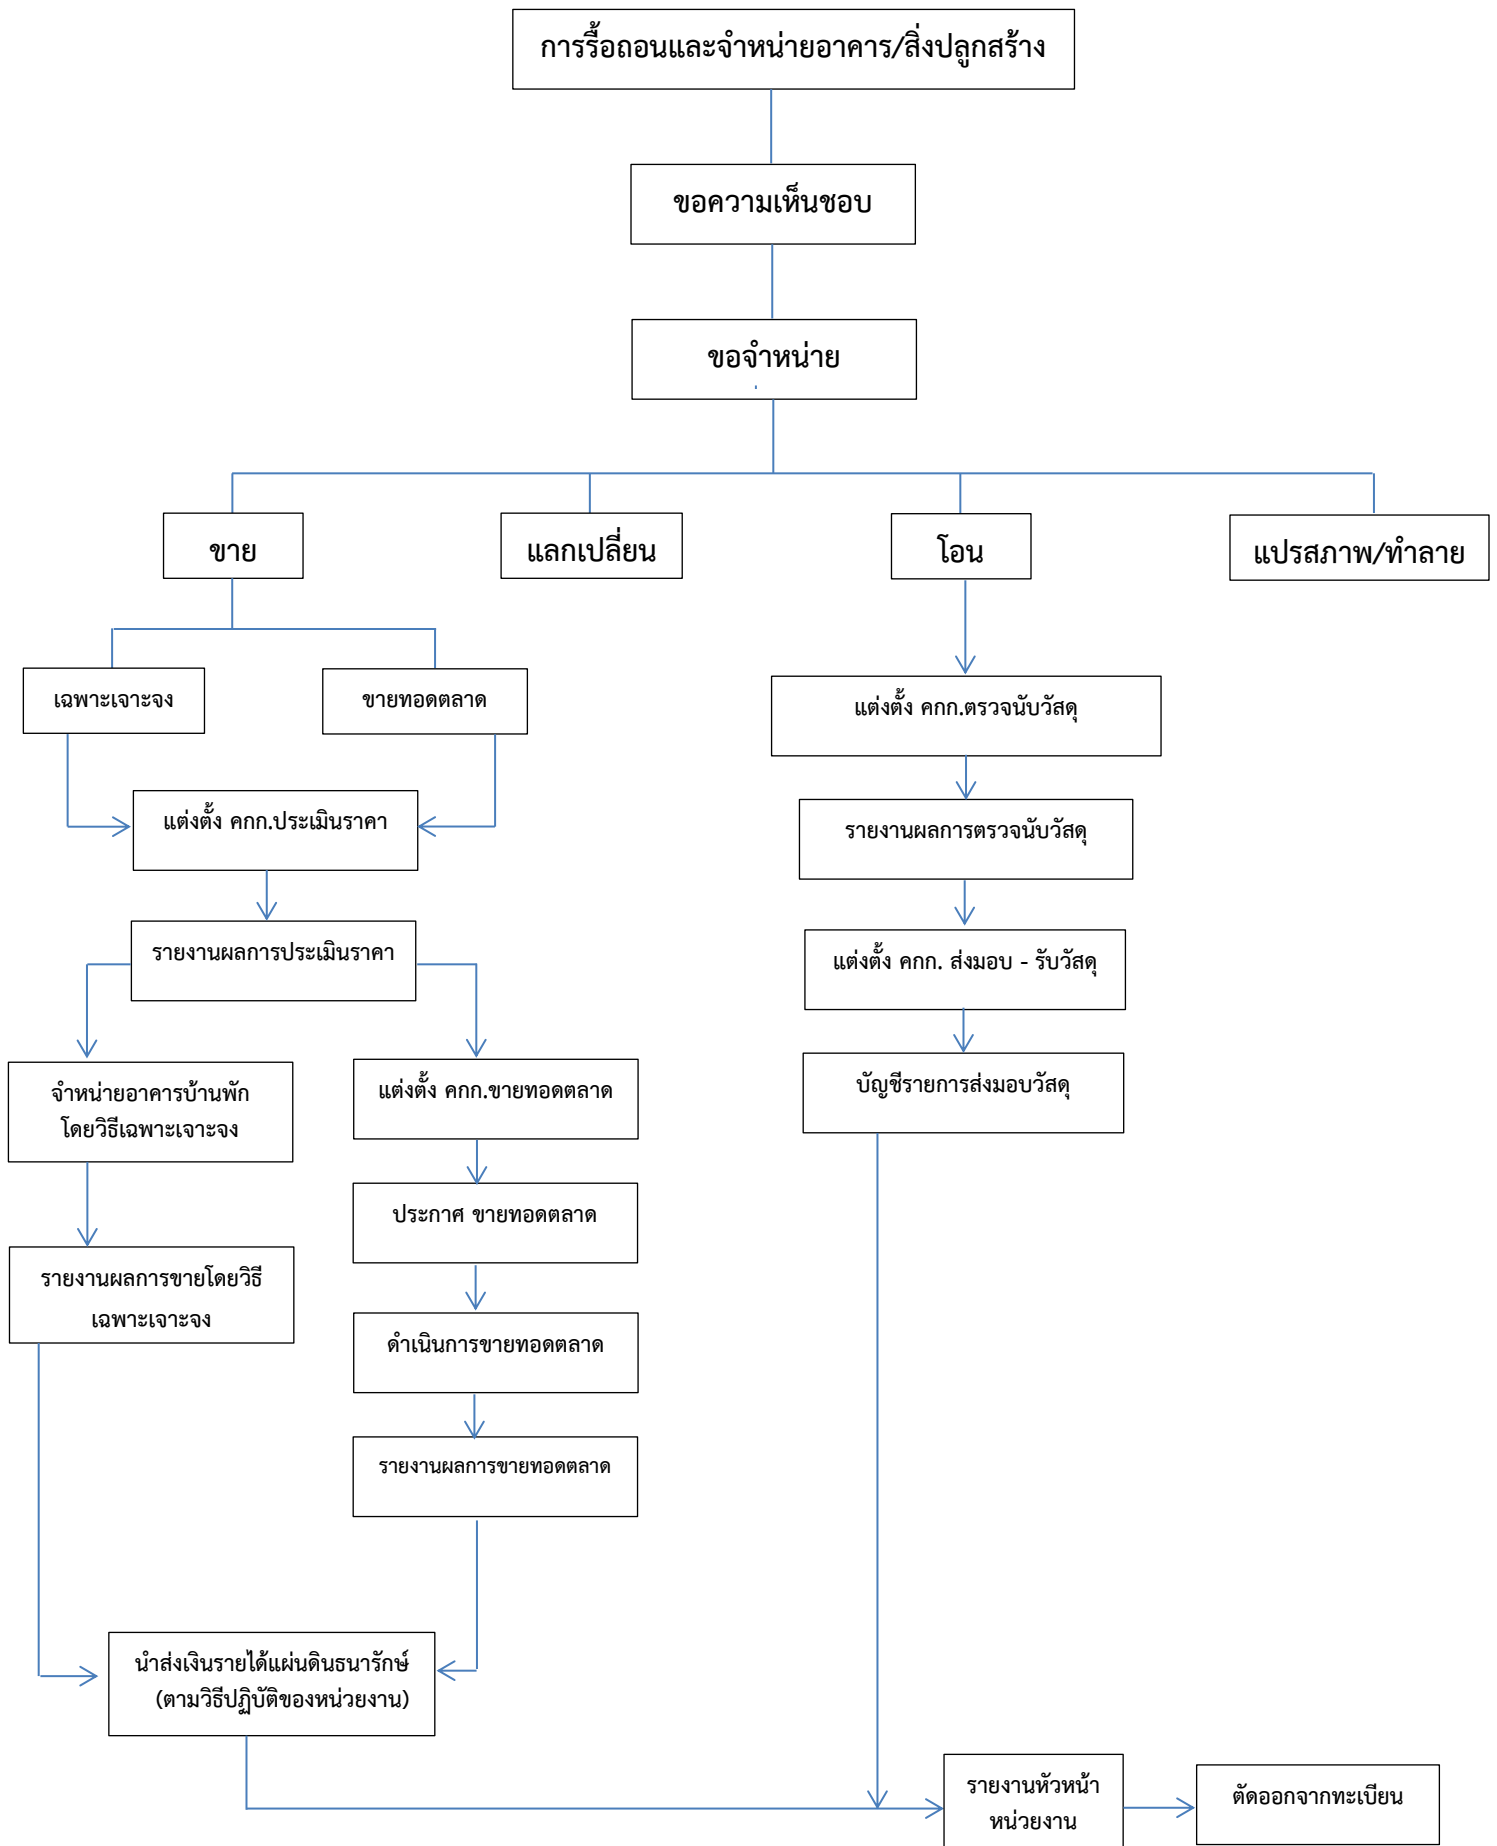 การรื้อถอนและจำหน่ายอาคาร/สิ่งปลูกสร้าง
ขอความเห็นชอบ
ขอจำหน่าย
ขาย
แลกเปลี่ยน
โอน
แปรสภาพ/ทำลาย
เฉพาะเจาะจง
ขายทอดตลาด
แต่งตั้ง คกก.ประเมินราคา
รายงานผลการประเมินราคา
จำหน่ายอาคารบ้านพัก
โดยวิธีเฉพาะเจาะจง
รายงานผลการขายโดยวิธี
เฉพาะเจาะจง
แต่งตั้ง คกก.ขายทอดตลาด
ประกาศ ขายทอดตลาด
ดำเนินการขายทอดตลาด
รายงานผลการขายทอดตลาด
นำส่งเงินรายได้แผ่นดินธนารักษ์
(ตามวิธีปฏิบัติของหน่วยงาน)
แต่งตั้ง คกก.ตรวจนับวัสดุ
รายงานผลการตรวจนับวัสดุ
แต่งตั้ง คกก. ส่งมอบ - รับวัสดุ
บัญชีรายการส่งมอบวัสดุ
รายงานหัวหน้า
หน่วยงาน
ตัดออกจากทะเบียน